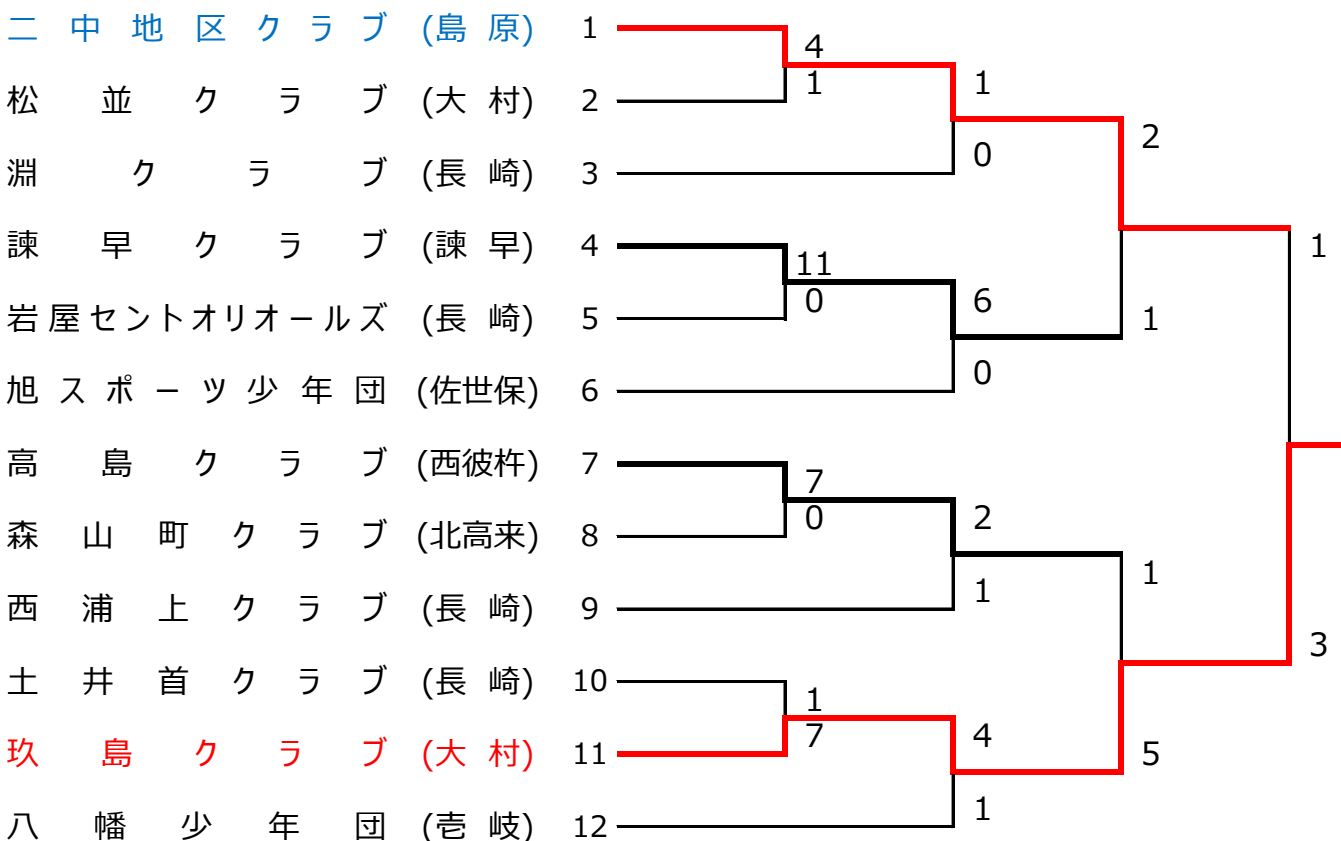 二中地区クラブ (島原) 1
4
1
1
松並クラブ (大村) 2
2
0
淵クラブ (長崎) 3
諫早クラブ (諫早) 4
1
11
0
6
岩屋セントオリオールズ (長崎) 5
1
0
旭スポーツ少年団 (佐世保) 6
高島クラブ (西彼杵) 7
7
0
2
森山町クラブ (北高来) 8
1
1
西浦上クラブ (長崎) 9
3
土井首クラブ (長崎) 10
1
7
4
玖島クラブ (大村) 11
5
1
八幡少年団 (壱岐) 12